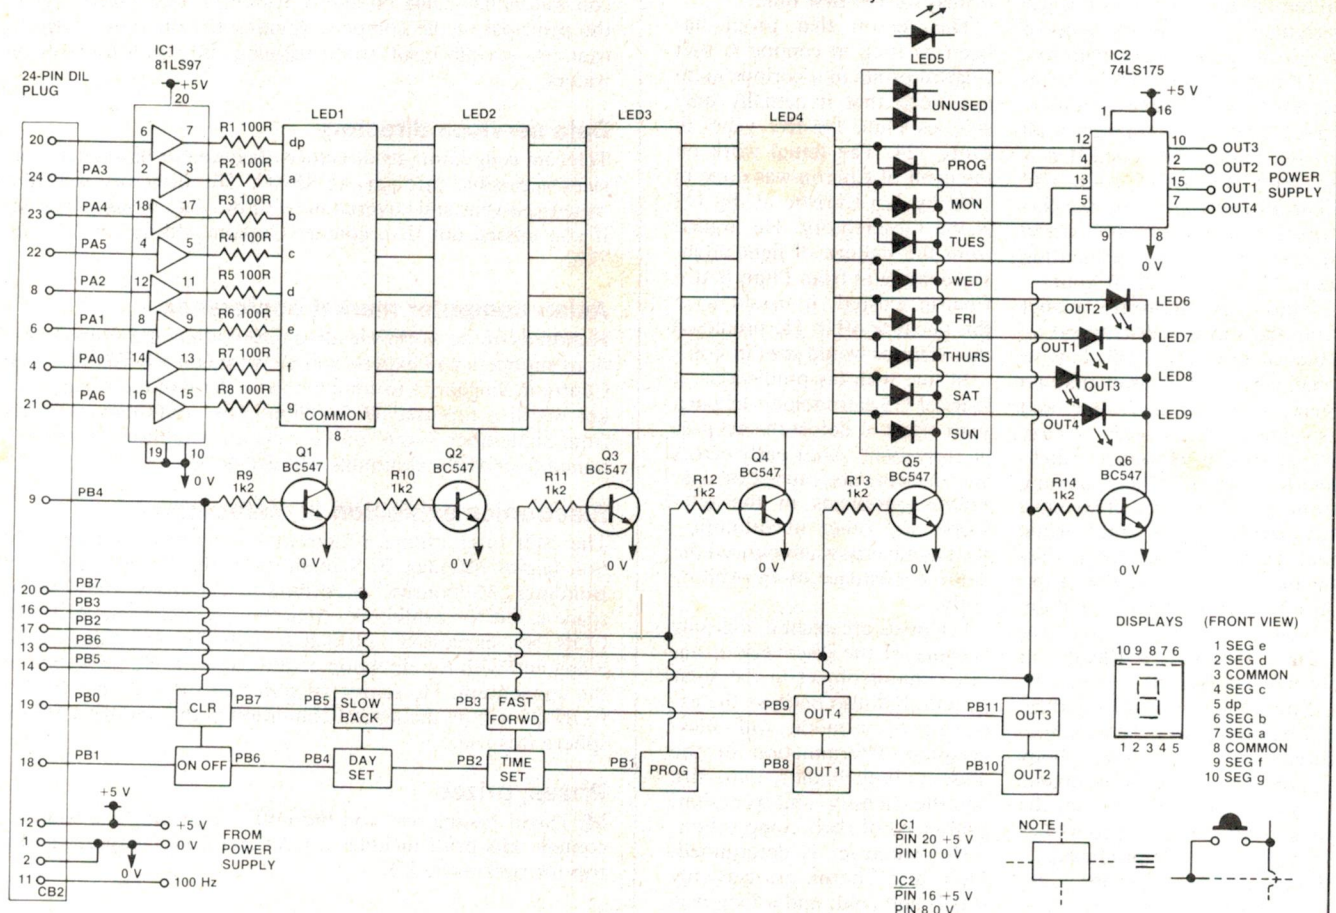 24-PIN DIL
PLUG
IC1
81LS97
+5V
20
20
24 PA3
23 PA4
22 PA5
8 PA2
6 PA1
4 PA0
21 PA6
6 7
2 3
18 17
4 5
12 11
8 9
14 13
16 15
19 10
0 V
R1 100R
R2 100R
R3 100R
R4 100R
R5 100R
R6 100R
R7 100R
R8 100R
LED1
dp
a
b
c
d
e
f
g
COMMON
8
LED2
LED3
LED4
LED5
UNUSED
PROG
MON
TUES
WED
FRI
THURS
SAT
SUN
IC2
74LS175
+5 V
1 16
12
4
13
5
10
2
15
7
9 8
0 V
OUT3
OUT2
OUT1
OUT4
TO
POWER
SUPPLY
OUT2 LED6
OUT1 LED7
OUT3 LED8
OUT4 LED9
9 PB4
R9
1k2
Q1
BC547
0 V
R10
1k2
Q2
BC547
0 V
R11
1k2
Q3
BC547
0 V
R12
1k2
Q4
BC547
0 V
R13
1k2
Q5
BC547
0 V
R14
1k2
Q6
BC547
0 V
20 PB7
16 PB3
17 PB2
13 PB6
14 PB5
19 PB0
CLR
PB7
PB5
SLOW
BACK
PB3
FAST
FORWD
PB9
OUT4
PB11
OUT3
18 PB1
ON OFF
PB6
PB4
DAY
SET
PB2
TIME
SET
PB1
PROG
PB8
OUT1
PB10
OUT2
DISPLAYS (FRONT VIEW)
10 9 8 7 6
1 2 3 4 5
1 SEG e
2 SEG d
3 COMMON
4 SEG c
5 dp
6 SEG b
7 SEG a
8 COMMON
9 SEG f
10 SEG g
+5 V
12
1
2
11
CB2
0 V
+5 V
0 V
100 Hz
FROM
POWER
SUPPLY
IC1
PIN 20 +5 V
PIN 10 0 V
IC2
PIN 16 +5 V
PIN 8 0 V
NOTE